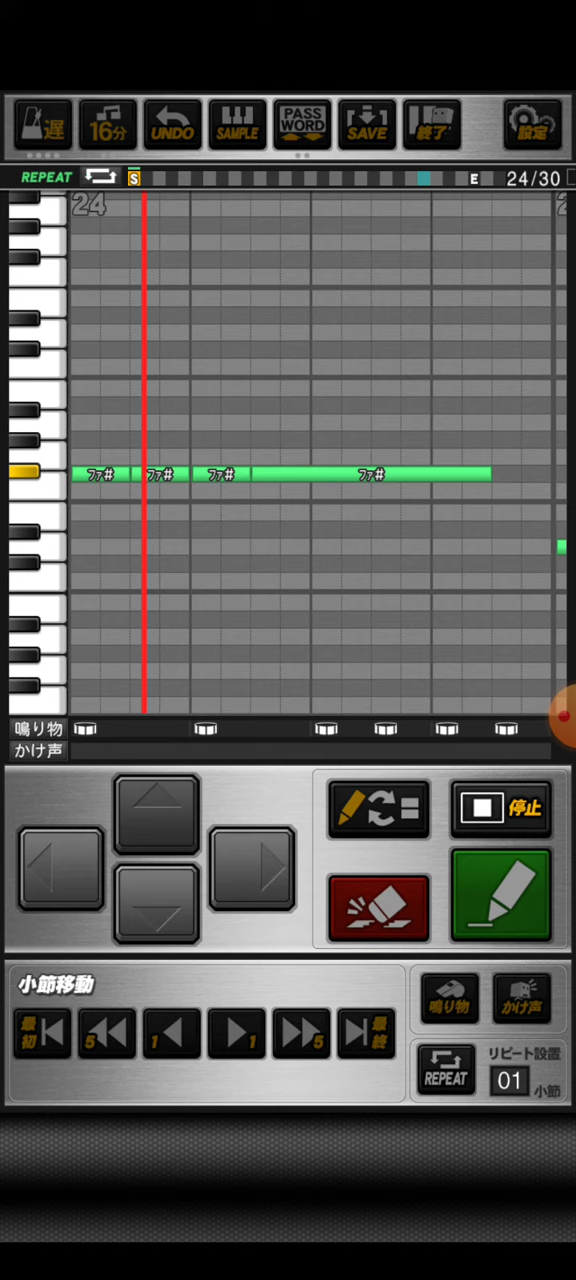 遅 16分 UNDO SAMPLE PASS WORD SAVE 終了 設定
REPEAT S E 24/30
24
ファ# ファ# ファ# ファ#
鳴り物
かけ声
停止
小節移動
鳴り物 かけ声
最初 5 1 1 5 最終
リピート設置
REPEAT 01 小節